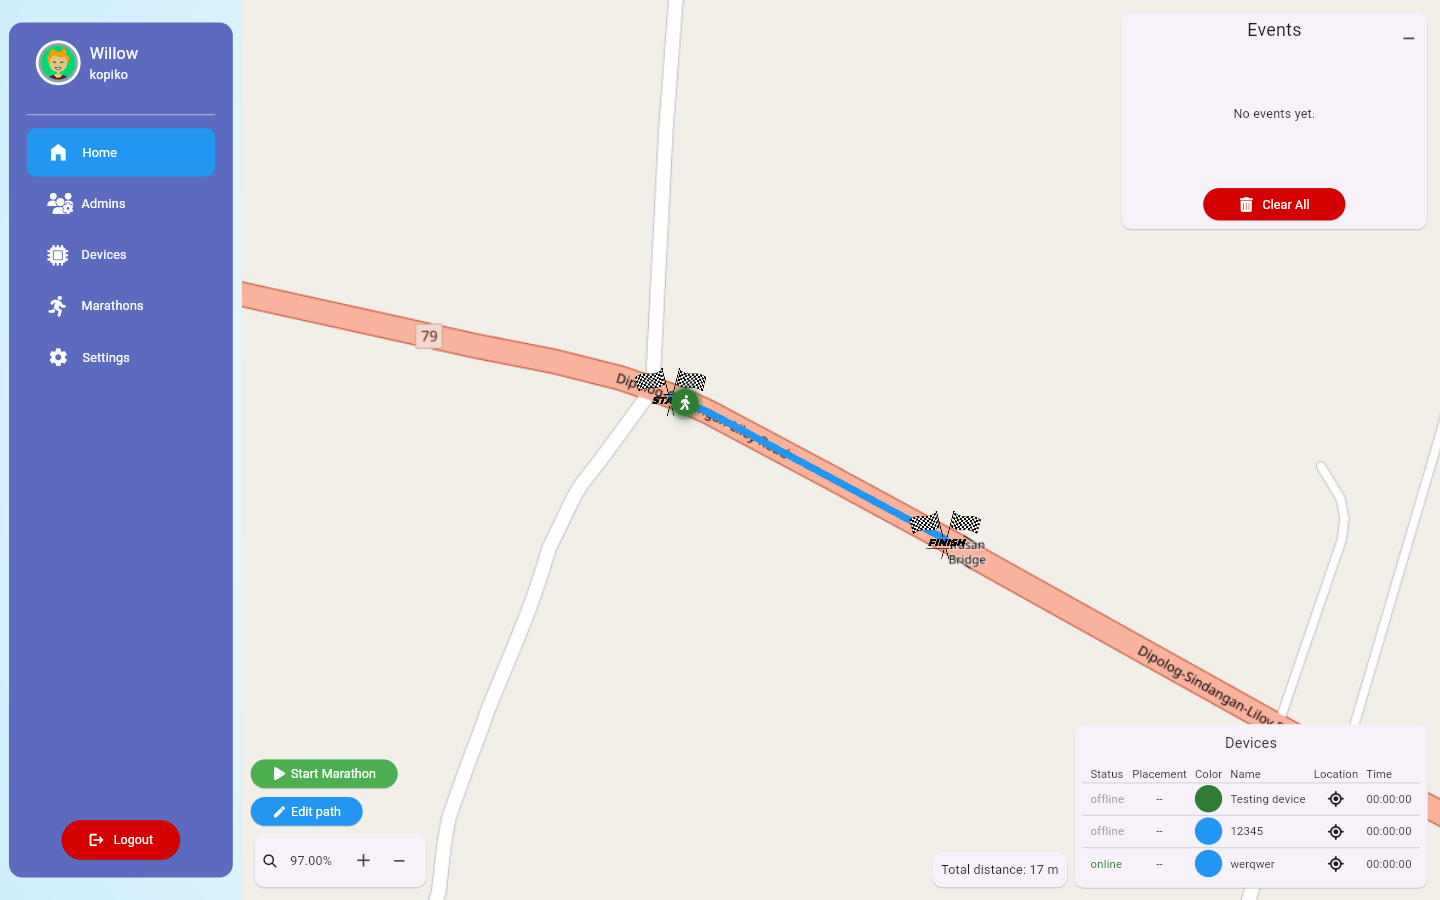 Willow
kopiko
Home
Admins
Devices
Marathons
Settings
Logout
79
FINISH
Bridge
Dipolog-Sindangan-Liloy
Events
No events yet.
Clear All
Start Marathon
Edit path
97.00%
Total distance: 17 m
Devices
Status Placement Color Name Location Time
offline -- Testing device 00:00:00
offline -- 12345 00:00:00
online -- werqwer 00:00:00